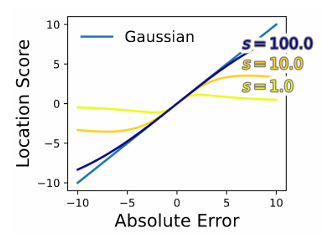 10
5
0
−5
−10
Location Score
Gaussian
s = 100.0
s = 10.0
s = 1.0
−10 −5 0 5 10
Absolute Error